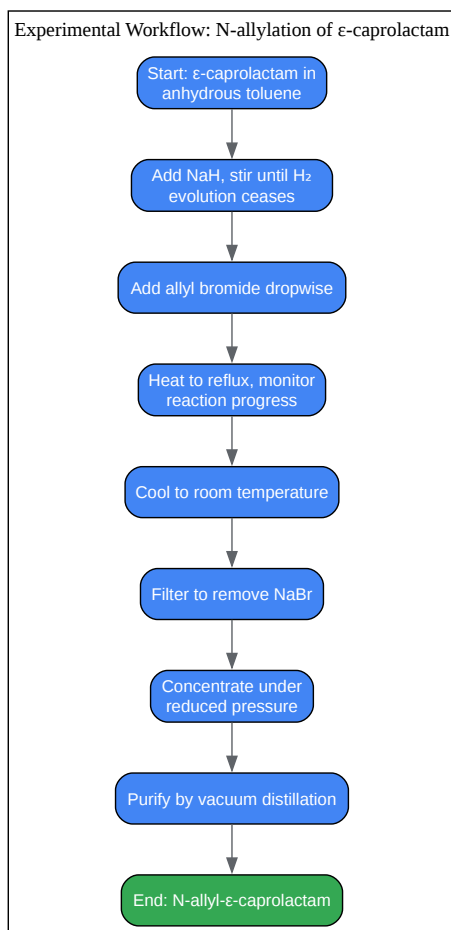 Experimental Workflow: N-allylation of ε-caprolactam
Start: ε-caprolactam in
anhydrous toluene
Add NaH, stir until H₂
evolution ceases
Add allyl bromide dropwise
Heat to reflux, monitor
reaction progress
Cool to room temperature
Filter to remove NaBr
Concentrate under
reduced pressure
Purify by vacuum distillation
End: N-allyl-ε-caprolactam